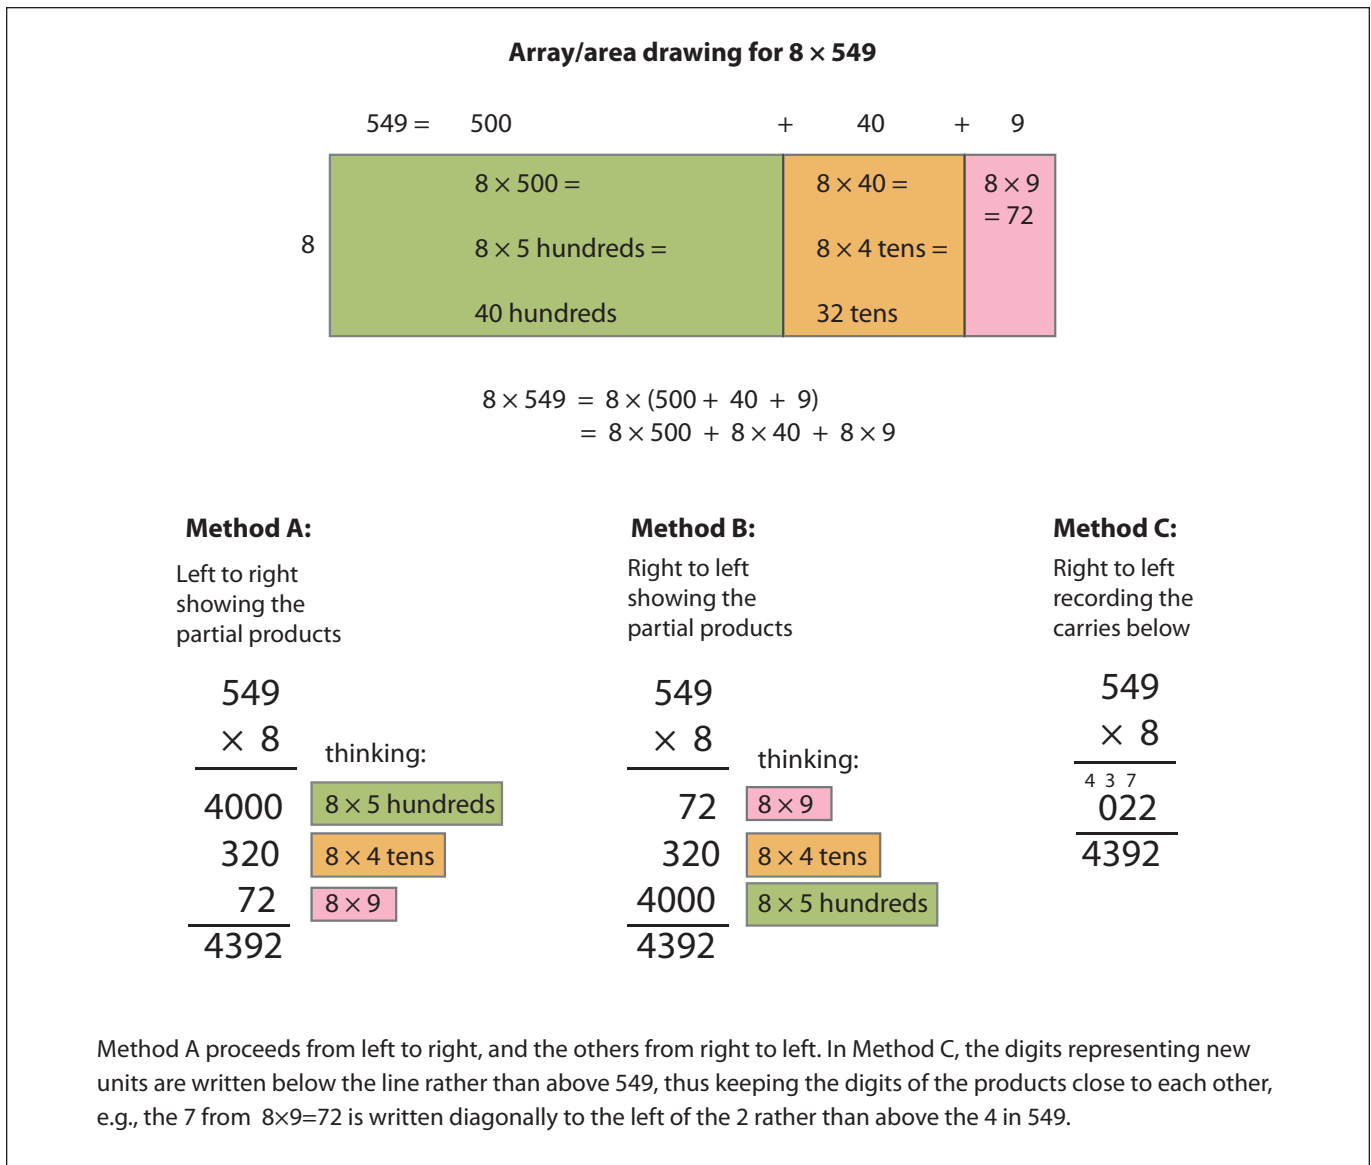 Array/area drawing for 8 × 549
549 = 500 + 40 + 9
8 × 500 =
8 × 5 hundreds =
40 hundreds
8 × 40 =
8 × 4 tens =
32 tens
8 × 9
= 72
8
8 × 549 = 8 × (500 + 40 + 9)
= 8 × 500 + 8 × 40 + 8 × 9
Method A:
Left to right
showing the
partial products
549
× 8
thinking:
4000 8 × 5 hundreds
320 8 × 4 tens
72 8 × 9
4392
Method B:
Right to left
showing the
partial products
549
× 8
thinking:
72 8 × 9
320 8 × 4 tens
4000 8 × 5 hundreds
4392
Method C:
Right to left
recording the
carries below
549
× 8
4 3 7
022
4392
Method A proceeds from left to right, and the others from right to left. In Method C, the digits representing new
units are written below the line rather than above 549, thus keeping the digits of the products close to each other,
e.g., the 7 from 8×9=72 is written diagonally to the left of the 2 rather than above the 4 in 549.